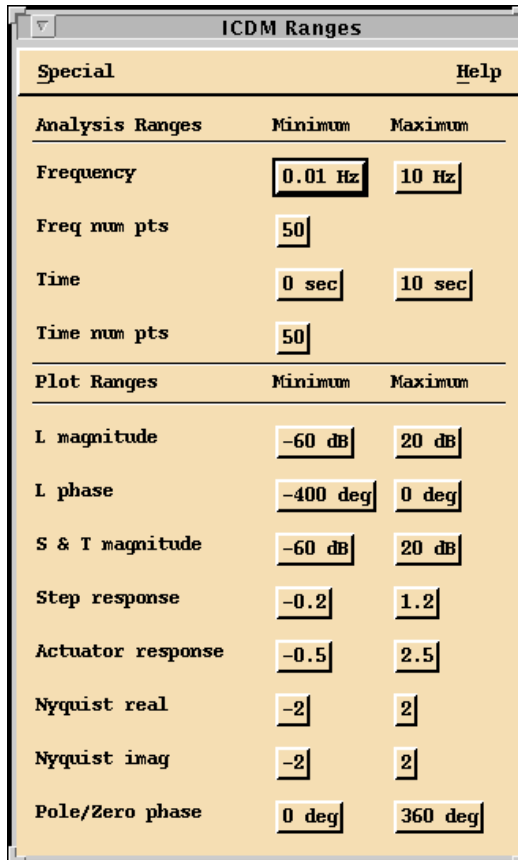 ICDM Ranges
Special Help
Analysis Ranges Minimum Maximum
Frequency 0.01 Hz 10 Hz
Freq num pts 50
Time 0 sec 10 sec
Time num pts 50
Plot Ranges Minimum Maximum
L magnitude -60 dB 20 dB
L phase -400 deg 0 deg
S & T magnitude -60 dB 20 dB
Step response -0.2 1.2
Actuator response -0.5 2.5
Nyquist real -2 2
Nyquist imag -2 2
Pole/Zero phase 0 deg 360 deg